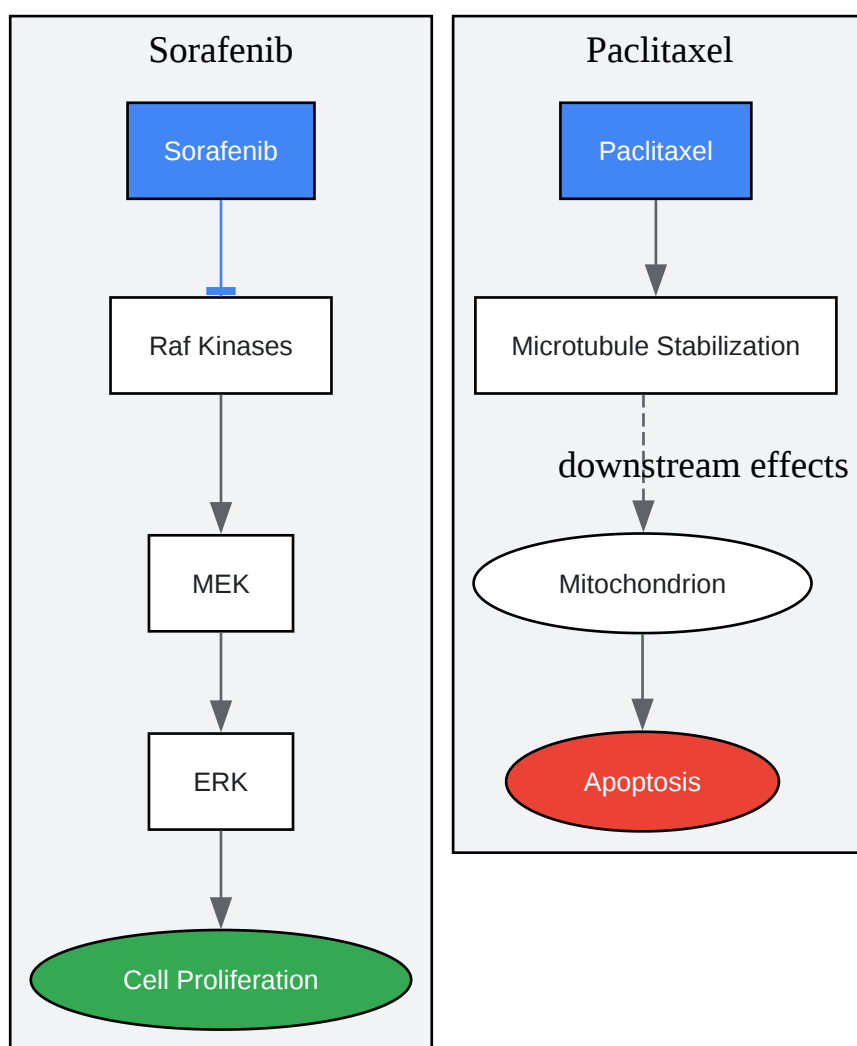 Sorafenib
Sorafenib
Raf Kinases
MEK
ERK
Cell Proliferation
Paclitaxel
Paclitaxel
Microtubule Stabilization
downstream effects
Mitochondrion
Apoptosis